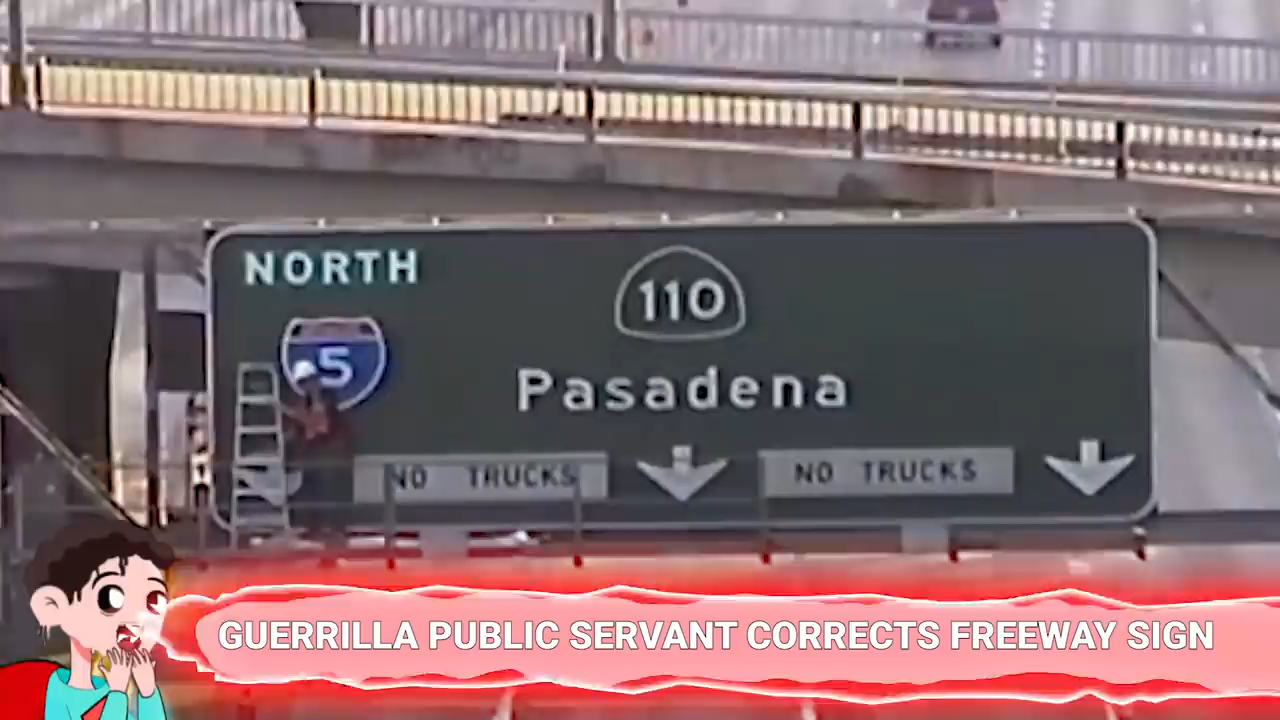 NORTH
110
5
Pasadena
NO TRUCKS
NO TRUCKS
GUERRILLA PUBLIC SERVANT CORRECTS FREEWAY SIGN